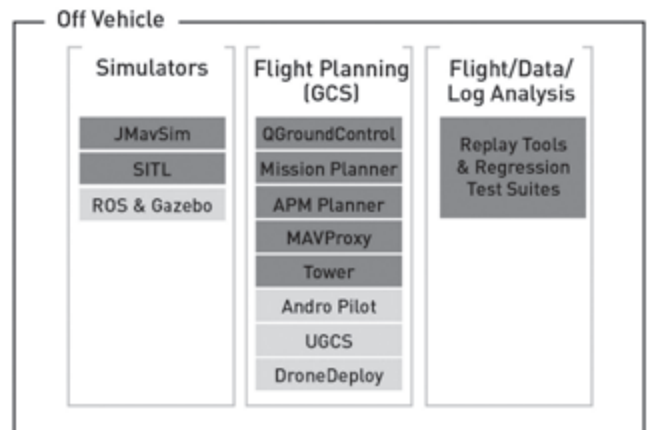 Off Vehicle
Simulators
JMavSim
SITL
ROS & Gazebo
Flight Planning
(GCS)
QGroundControl
Mission Planner
APM Planner
MAVProxy
Tower
Andro Pilot
UGCS
DroneDeploy
Flight/Data/
Log Analysis
Replay Tools
& Regression
Test Suites